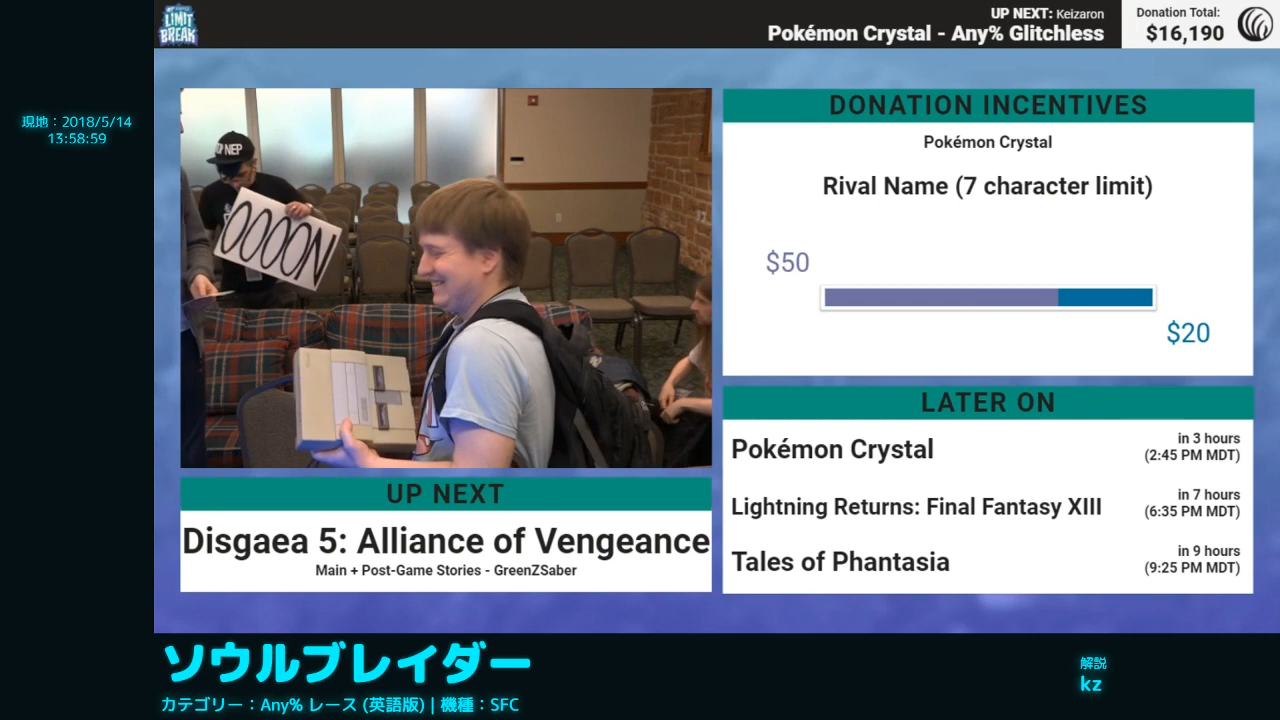 LIMIT
BREAK
UP NEXT: Keizaron
Pokémon Crystal - Any% Glitchless
Donation Total:
$16,190
現地：2018/5/14
13:58:59
UP NEP
OOOON
DONATION INCENTIVES
Pokémon Crystal
Rival Name (7 character limit)
$50
$20
UP NEXT
Disgaea 5: Alliance of Vengeance
Main + Post-Game Stories - GreenZSaber
LATER ON
Pokémon Crystal
in 3 hours
(2:45 PM MDT)
Lightning Returns: Final Fantasy XIII
in 7 hours
(6:35 PM MDT)
Tales of Phantasia
in 9 hours
(9:25 PM MDT)
ソウルブレイダー
カテゴリー：Any% レース (英語版) | 機種：SFC
解説
kz